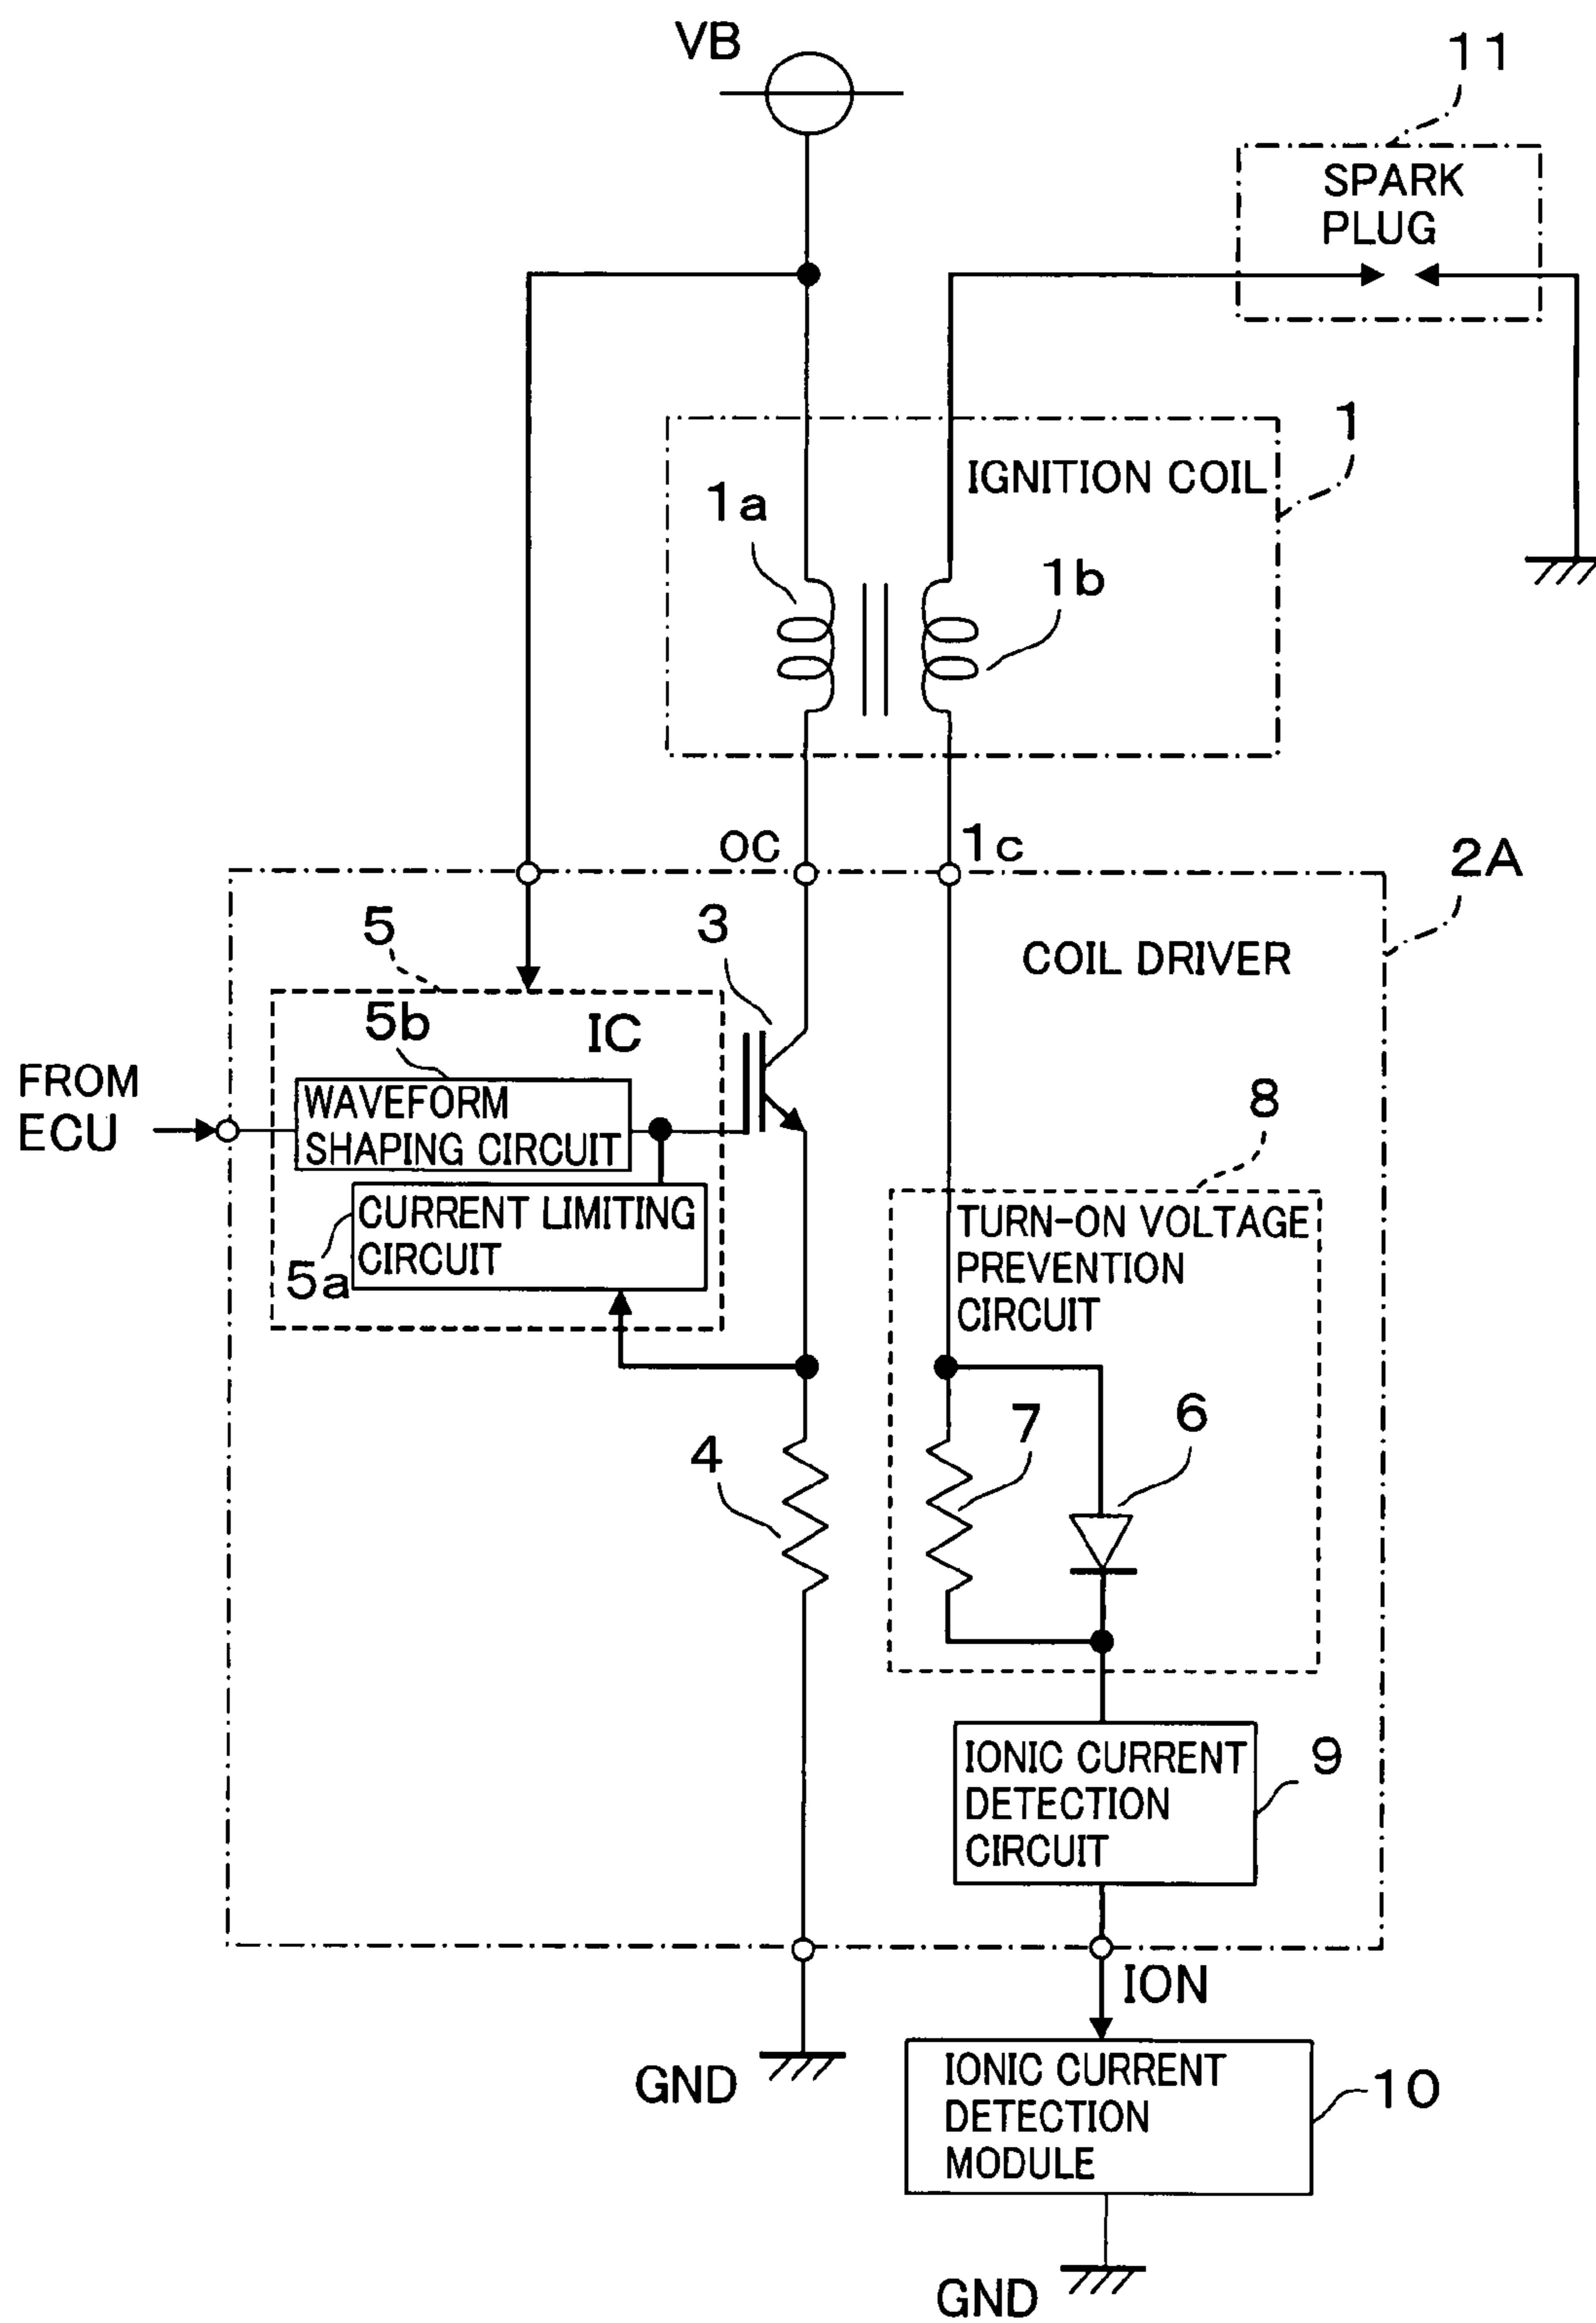 VB
11
SPARK
PLUG
1
IGNITION COIL
1a
1b
OC
1c
2A
COIL DRIVER
5
3
5b
IC
FROM
ECU
WAVEFORM
SHAPING CIRCUIT
8
CURRENT LIMITING
CIRCUIT
5a
TURN-ON VOLTAGE
PREVENTION
CIRCUIT
7
6
4
IONIC CURRENT
DETECTION
CIRCUIT
9
ION
GND
IONIC CURRENT
DETECTION
MODULE
10
GND